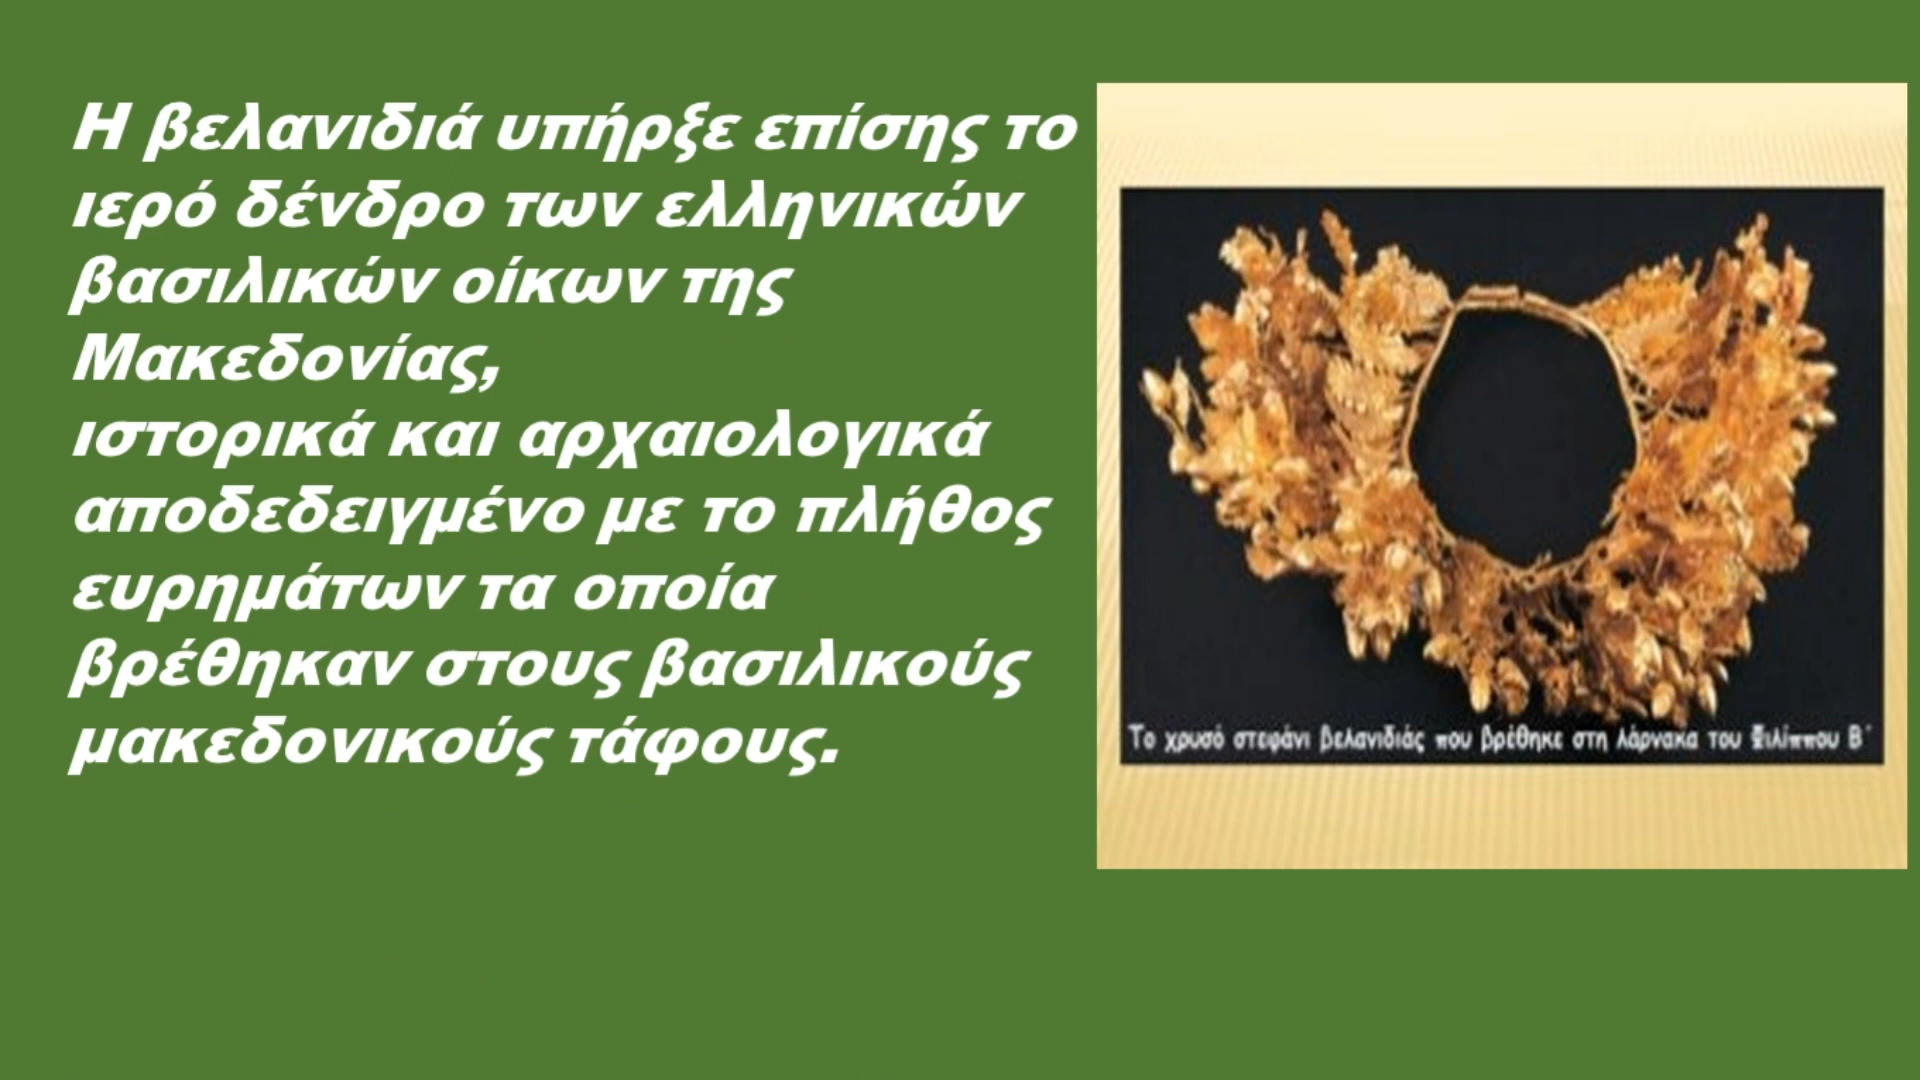 Η βελανιδιά υπήρξε επίσης το
ιερό δένδρο των ελληνικών
βασιλικών οίκων της
Μακεδονίας,
ιστορικά και αρχαιολογικά
αποδεδειγμένο με το πλήθος
ευρημάτων τα οποία
βρέθηκαν στους βασιλικούς
μακεδονικούς τάφους.
Το χρυσό στεφάνι βελανιδιάς που βρέθηκε στη λάρνακα του Φιλίππου Β΄